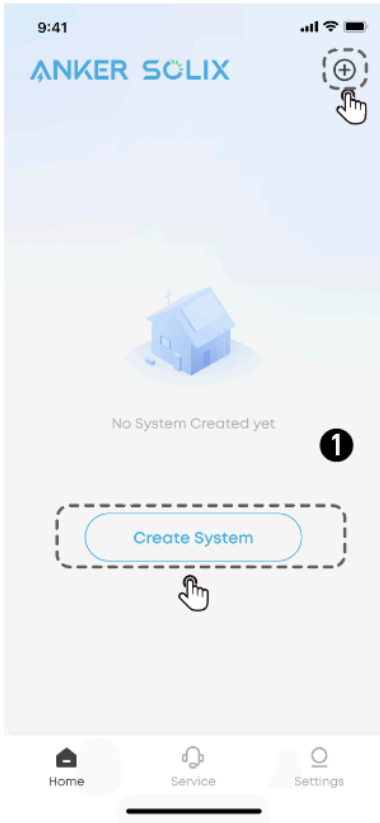 9:41
ANKER SOLIX
No System Created yet
1
Create System
Home
Service
Settings